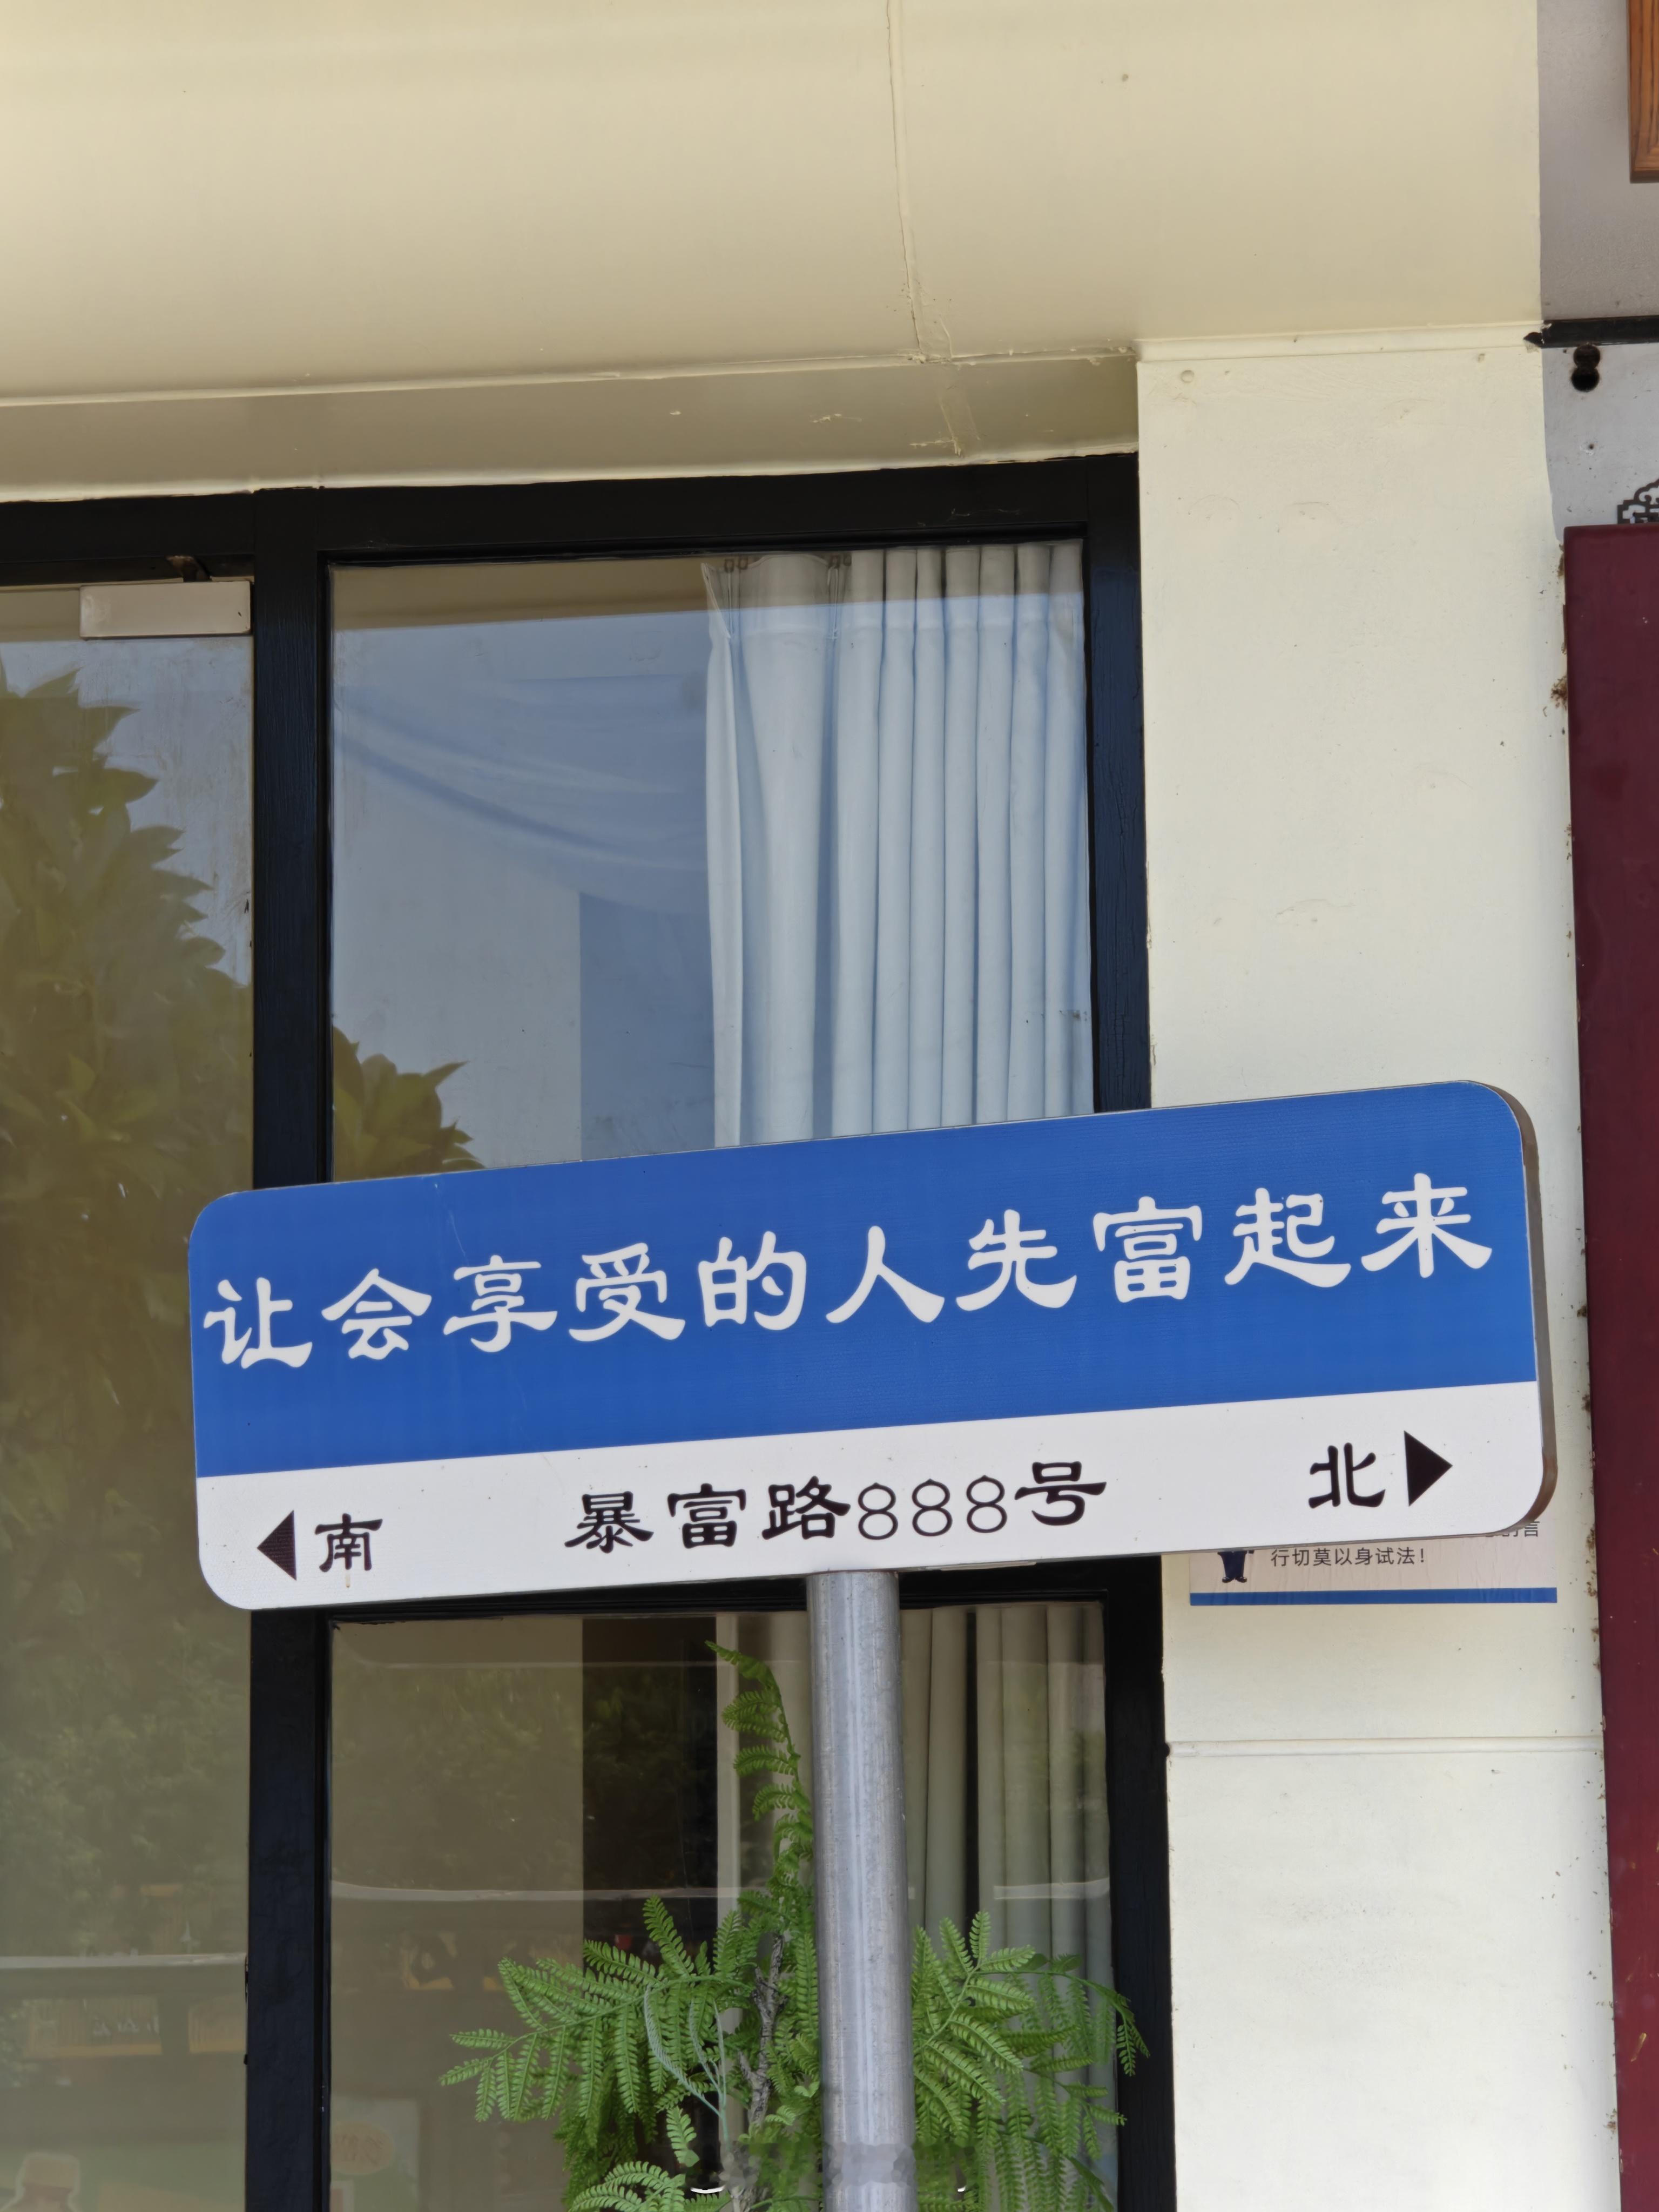 让会享受的人先富起来
南 暴富路888号 北
行切莫以身试法!